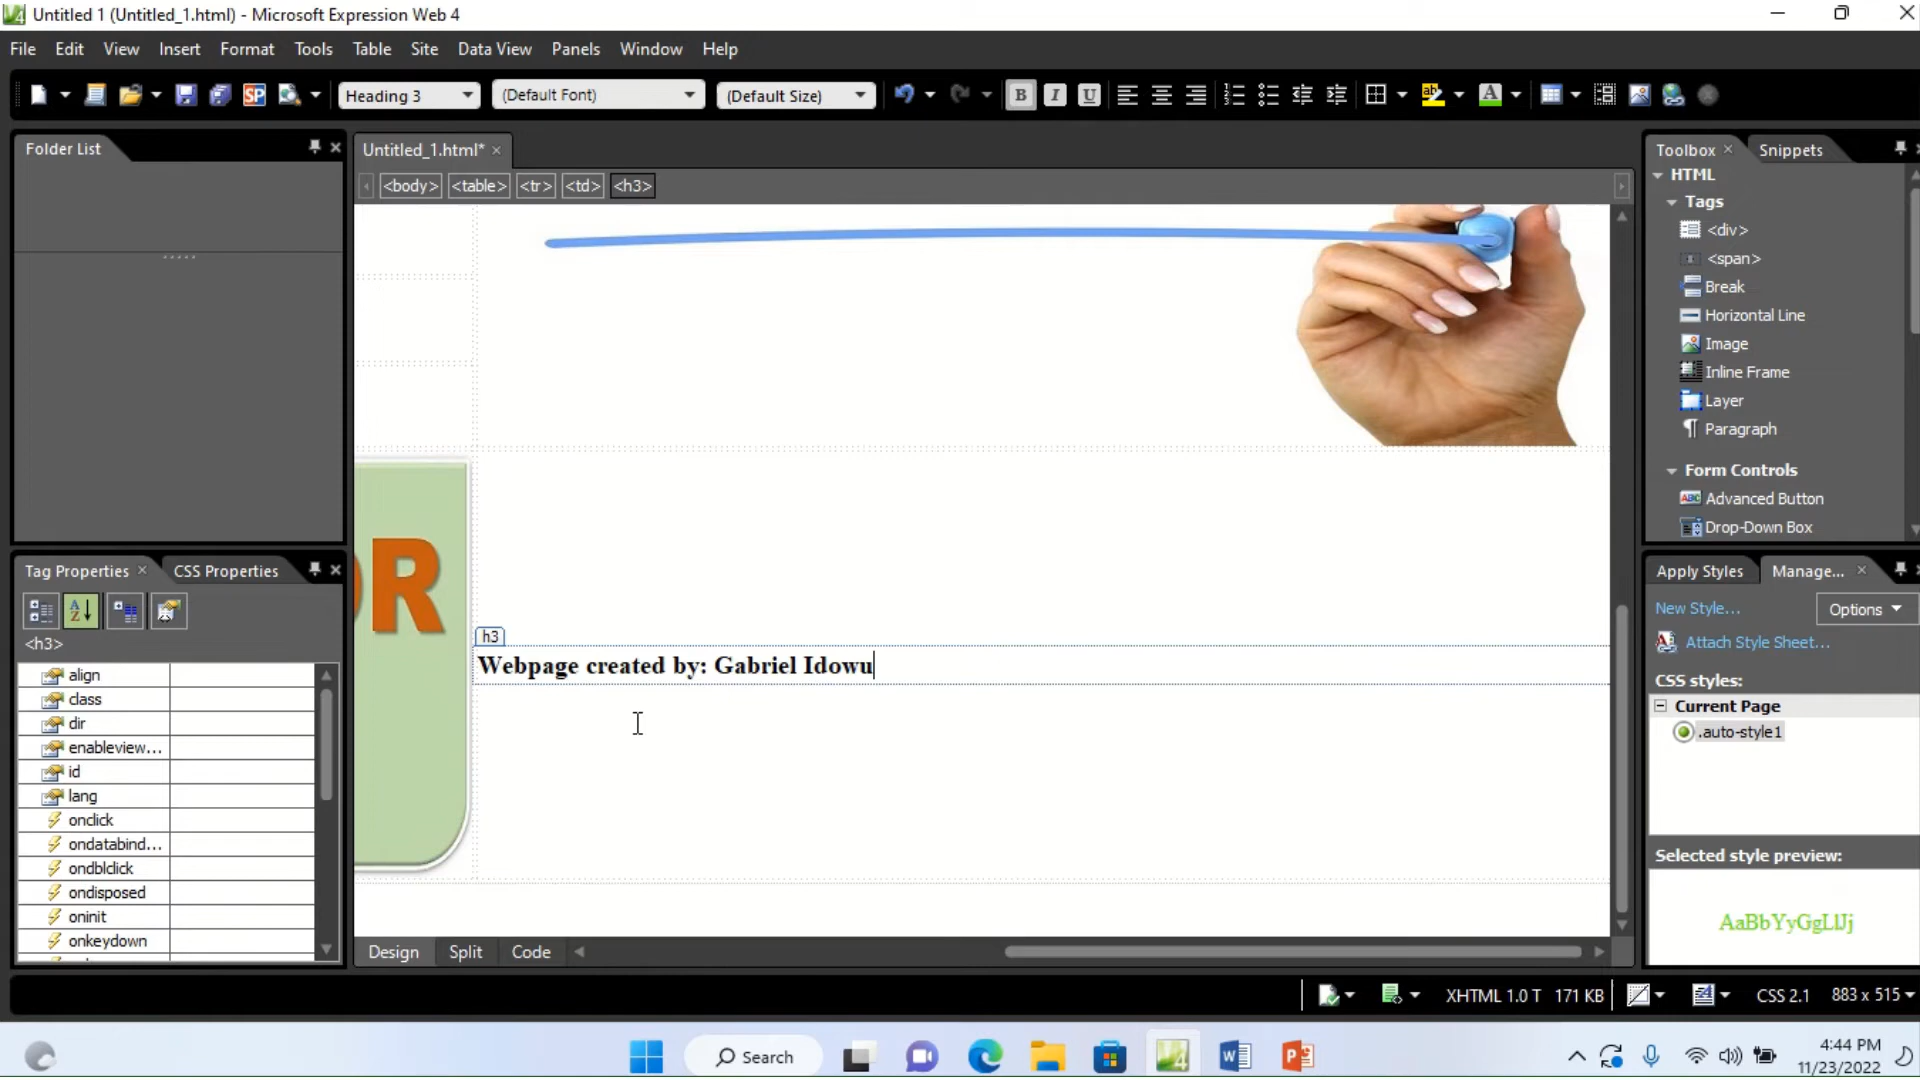 Untitled 1 (Untitled_1.html) - Microsoft Expression Web 4
File Edit View Insert Format Tools Table Site Data View Panels Window Help
Heading 3 (Default Font) (Default Size) B I U ab A
Folder List
Untitled_1.html*
<body> <table> <tr> <td> <h3>
OR
h3
Webpage created by: Gabriel Idowu
Design Split Code
Tag Properties CSS Properties
<h3>
align
class
dir
enableview...
id
lang
onclick
ondatabind...
ondblclick
ondisposed
oninit
onkeydown
Toolbox Snippets
HTML
Tags
<div>
<span>
Break
Horizontal Line
Image
Inline Frame
Layer
Paragraph
Form Controls
Advanced Button
Drop-Down Box
Apply Styles Manage...
New Style... Options
Attach Style Sheet...
CSS styles:
Current Page
.auto-style1
Selected style preview:
AaBbYyGgLlJj
XHTML 1.0 T 171 KB CSS 2.1 883 x 515
Search
4:44 PM
11/23/2022